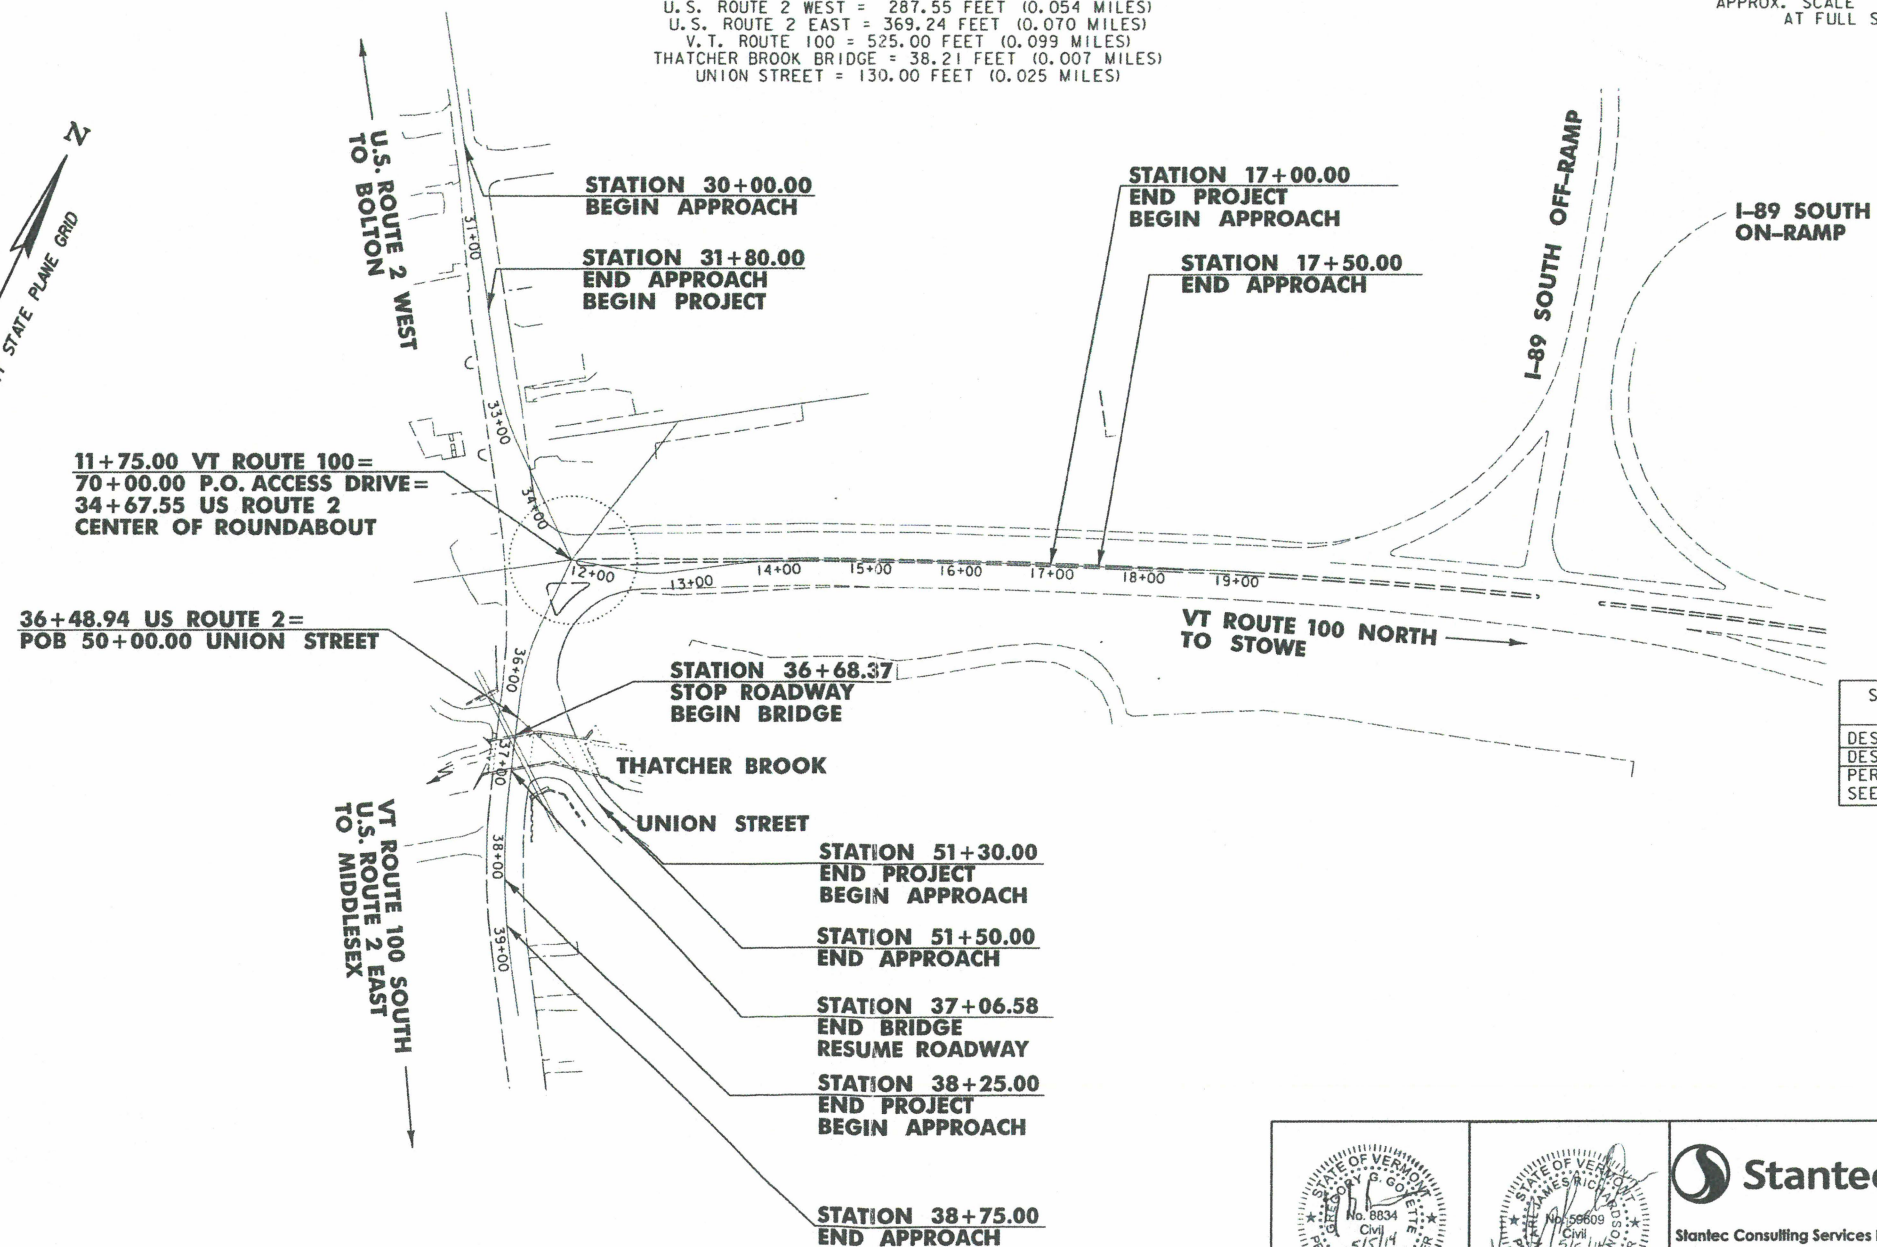 U.S. ROUTE 2 WEST = 287.55 FEET (0.054 MILES)
U.S. ROUTE 2 EAST = 369.24 FEET (0.070 MILES)
V.T. ROUTE 100 = 525.00 FEET (0.099 MILES)
THATCHER BROOK BRIDGE = 38.21 FEET (0.007 MILES)
UNION STREET = 130.00 FEET (0.025 MILES)
APPROX. SCALE
AT FULL S
N
STATE PLANE GRID
U.S. ROUTE 2 WEST
TO BOLTON
STATION 30+00.00
BEGIN APPROACH
STATION 31+80.00
END APPROACH
BEGIN PROJECT
STATION 17+00.00
END PROJECT
BEGIN APPROACH
STATION 17+50.00
END APPROACH
I-89 SOUTH OFF-RAMP
I-89 SOUTH
ON-RAMP
31+00
33+00
34+00
11+75.00 VT ROUTE 100=
70+00.00 P.O. ACCESS DRIVE=
34+67.55 US ROUTE 2
CENTER OF ROUNDABOUT
12+00
13+00
14+00
15+00
16+00
17+00
18+00
19+00
VT ROUTE 100 NORTH
TO STOWE
36+48.94 US ROUTE 2=
POB 50+00.00 UNION STREET
36+00
STATION 36+68.37
STOP ROADWAY
BEGIN BRIDGE
37+00
THATCHER BROOK
UNION STREET
38+00
39+00
VT ROUTE 100 SOUTH
U.S. ROUTE 2 EAST
TO MIDDLESEX
STATION 51+30.00
END PROJECT
BEGIN APPROACH
STATION 51+50.00
END APPROACH
STATION 37+06.58
END BRIDGE
RESUME ROADWAY
STATION 38+25.00
END PROJECT
BEGIN APPROACH
STATION 38+75.00
END APPROACH
S
DES
DES
PER
SEE
STATE OF VERMONT
GREGORY G. GOYETTE
No. 8834
Civil
5/5/14
STATE OF VERMONT
JAMES RICHARDSON
No. 59609
Civil
Stantec
Stantec Consulting Services